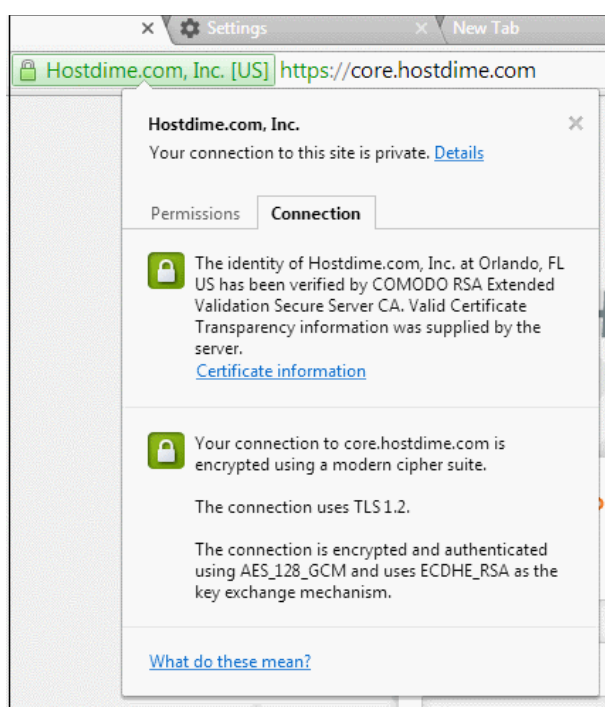 Settings
New Tab
Hostdime.com, Inc. [US] https://core.hostdime.com
Hostdime.com, Inc.
Your connection to this site is private. Details
Permissions Connection
The identity of Hostdime.com, Inc. at Orlando, FL
US has been verified by COMODO RSA Extended
Validation Secure Server CA. Valid Certificate
Transparency information was supplied by the
server.
Certificate information
Your connection to core.hostdime.com is
encrypted using a modern cipher suite.
The connection uses TLS 1.2.
The connection is encrypted and authenticated
using AES_128_GCM and uses ECDHE_RSA as the
key exchange mechanism.
What do these mean?